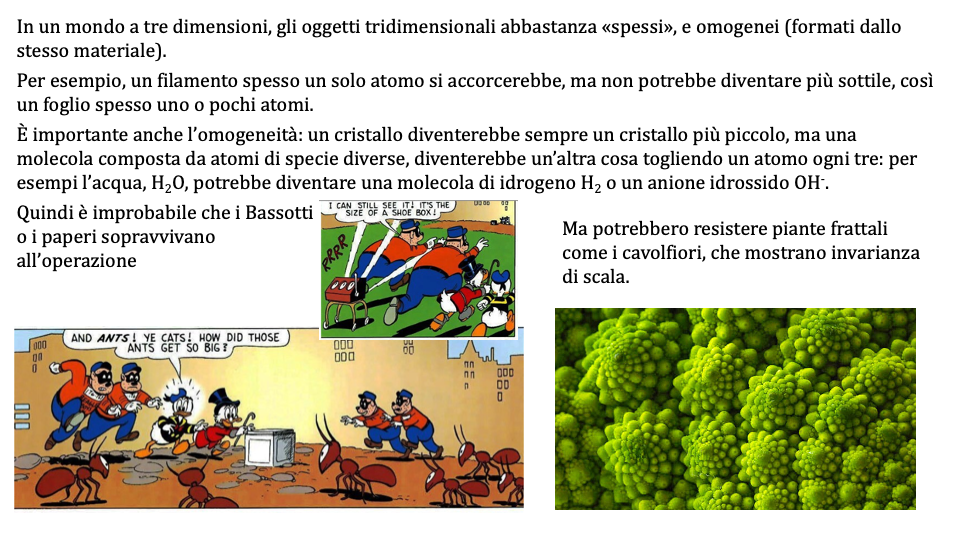 In un mondo a tre dimensioni, gli oggetti tridimensionali abbastanza «spessi», e omogenei (formati dallo
stesso materiale).
Per esempio, un filamento spesso un solo atomo si accorcerebbe, ma non potrebbe diventare più sottile, così
un foglio spesso uno o pochi atomi.
È importante anche l’omogeneità: un cristallo diventerebbe sempre un cristallo più piccolo, ma una
molecola composta da atomi di specie diverse, diventerebbe un’altra cosa togliendo un atomo ogni tre: per
esempi l’acqua, H₂O, potrebbe diventare una molecola di idrogeno H₂ o un anione idrossido OH⁻.
Quindi è improbabile che i Bassotti
o i paperi sopravvivano
all’operazione
I CAN STILL SEE IT! IT'S THE
SIZE OF A SHOE BOX!
RRRR
Ma potrebbero resistere piante frattali
come i cavolfiori, che mostrano invarianza
di scala.
AND ANTS! YE CATS! HOW DID THOSE
ANTS GET SO BIG?